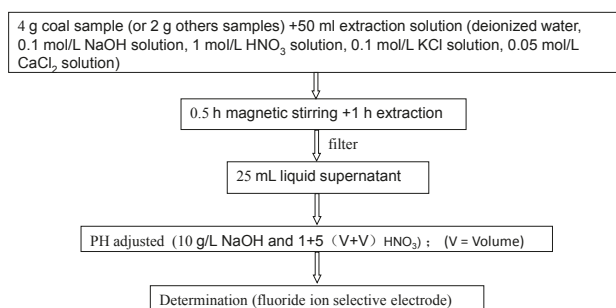 4 g coal sample (or 2 g others samples) +50 ml extraction solution (deionized water,
0.1 mol/L NaOH solution, 1 mol/L HNO₃ solution, 0.1 mol/L KCl solution, 0.05 mol/L
CaCl₂ solution)
0.5 h magnetic stirring +1 h extraction
filter
25 mL liquid supernatant
PH adjusted (10 g/L NaOH and 1+5（V+V）HNO₃)； (V = Volume)
Determination (fluoride ion selective electrode)